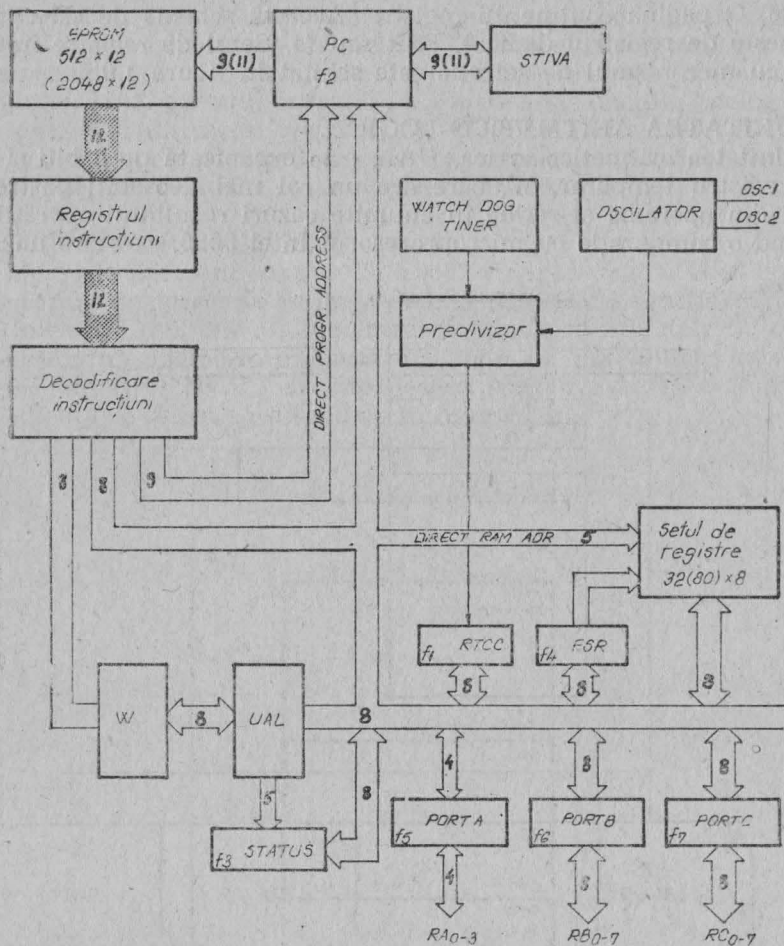 EPROM
512 × 12
(2048 × 12)
9(11)
PC
f2
9(11)
STIVA
12
Registrul
instrucțiuni
12
Decodificare
instrucțiuni
DIRECT PROGR. ADDRESS
WATCH DOG
TINER
OSCILATOR
OSC1
OSC2
Predivizor
8
8
9
DIRECT RAM ADR
5
Setul de
registre
32(80) × 8
f1 RTCC
f4 FSR
8
8
8
W
8
UAL
8
5
8
f3 STATUS
4
8
8
f5 PORT A
f6 PORT B
f7 PORT C
4
8
8
RA0-3
RB0-7
RC0-7